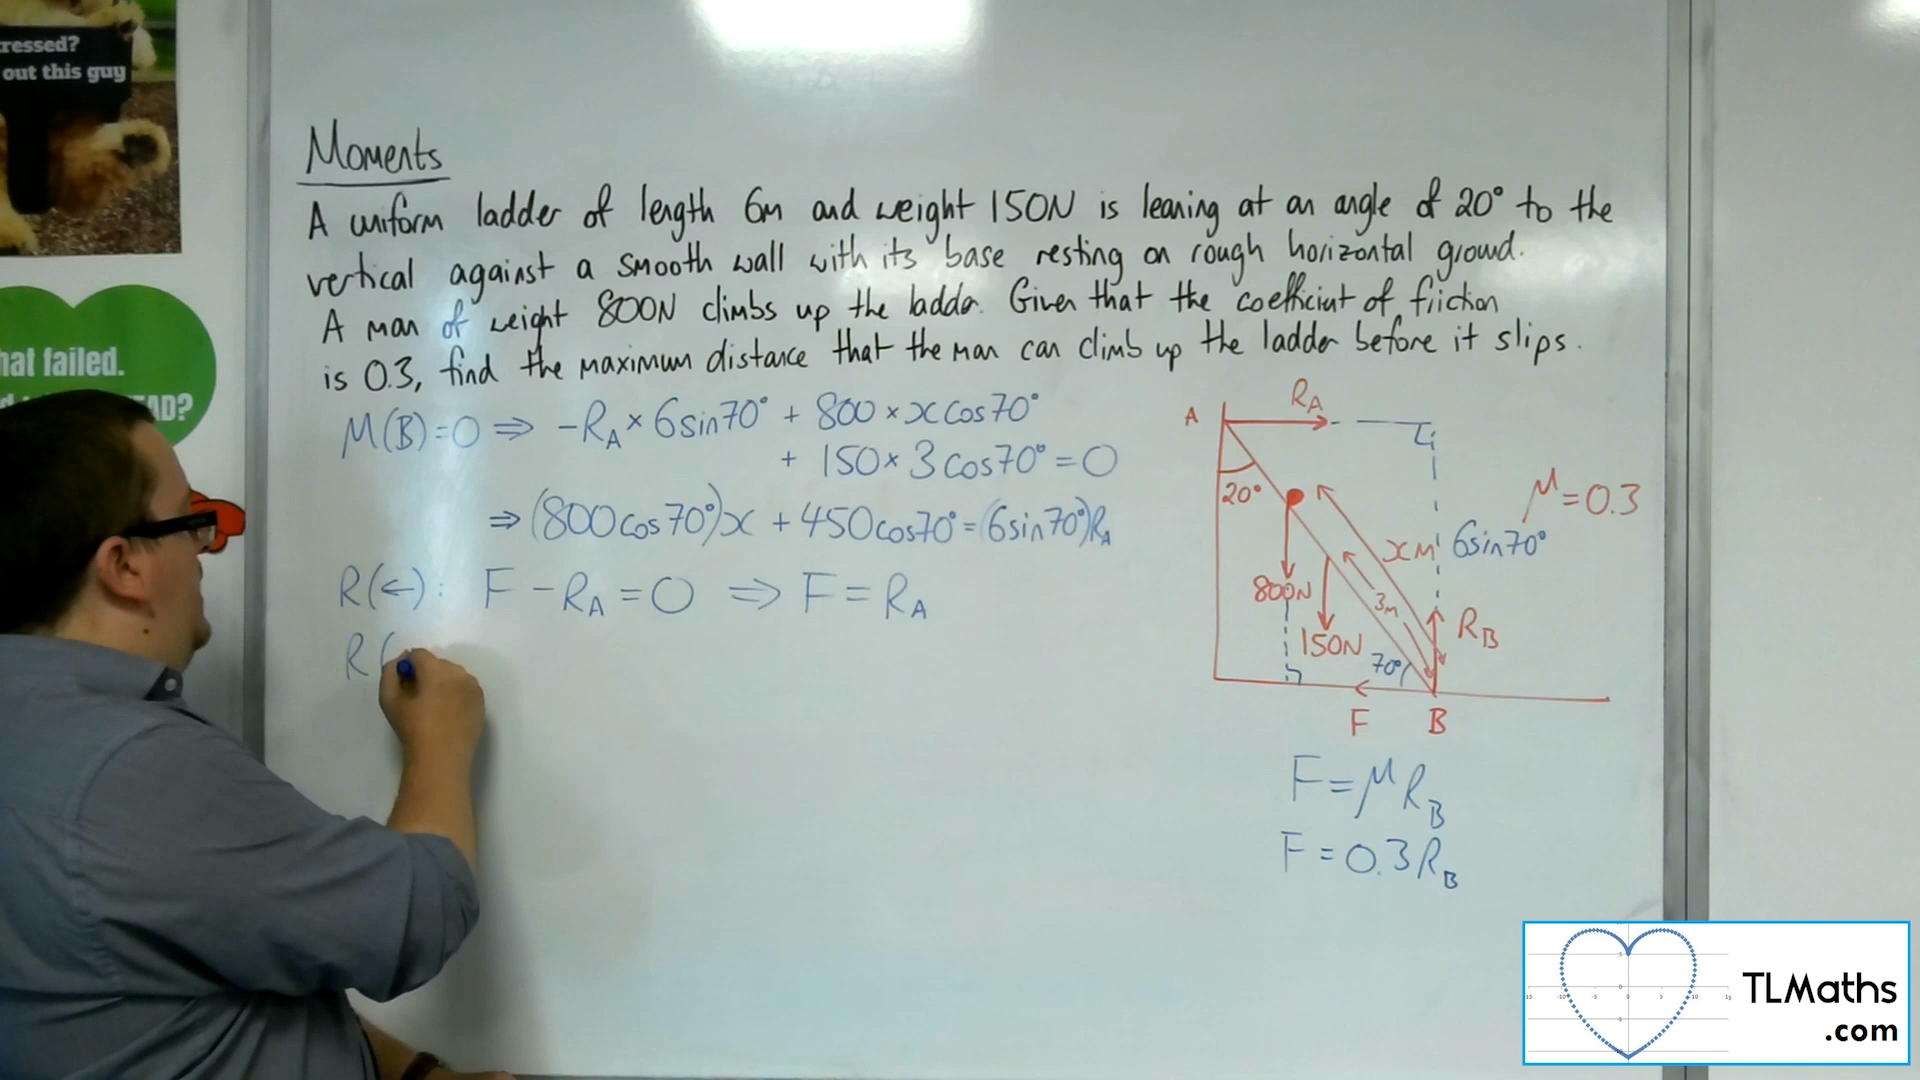 ressed?
out this guy
hat failed.
AD?
Moments
A uniform ladder of length 6m and weight 150N is leaning at an angle of 20° to the
vertical against a smooth wall with its base resting on rough horizontal ground.
A man of weight 800N climbs up the ladder. Given that the coefficient of friction
is 0.3, find the maximum distance that the man can climb up the ladder before it slips.
M(B)=0 ⇒ -R_A × 6sin70° + 800 × x cos70°
+ 150 × 3cos70° = 0
⇒ (800cos70°)x + 450cos70° = (6sin70°)R_A
R(←): F - R_A = 0 ⇒ F = R_A
R(
A
R_A
20°
μ = 0.3
x m
6sin70°
800N
3m
150N
R_B
70°
F
B
F = μR_B
F = 0.3R_B
TLMaths
.com